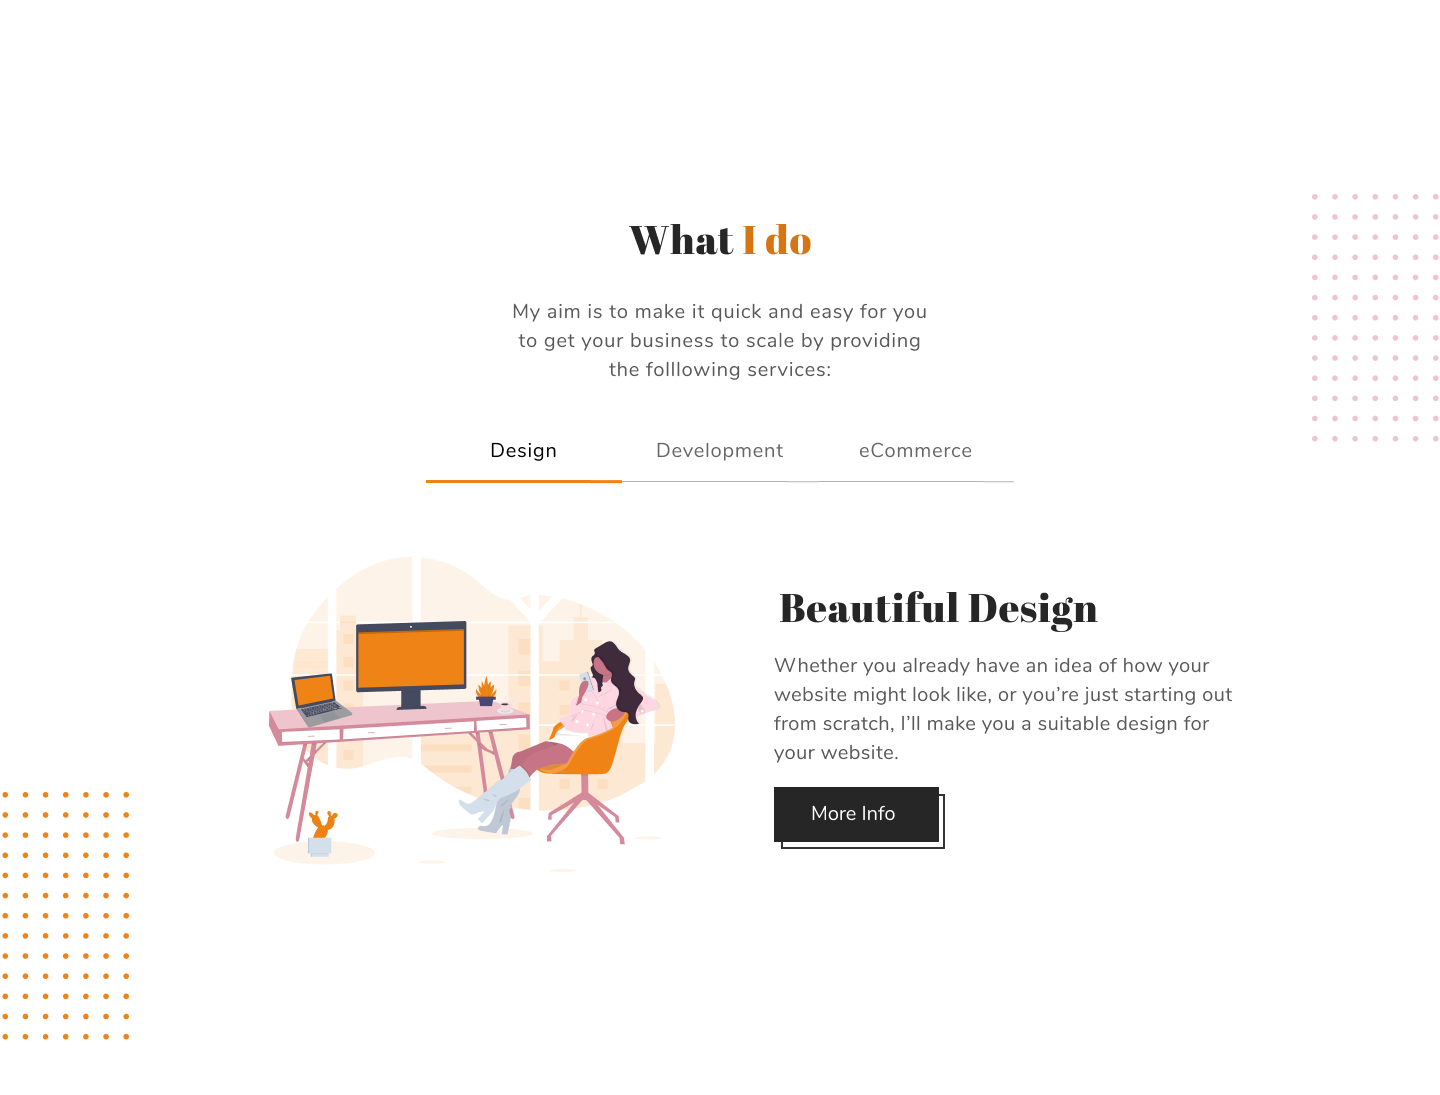 What I do
My aim is to make it quick and easy for you
to get your business to scale by providing
the folllowing services:
Design
Development
eCommerce
Beautiful Design
Whether you already have an idea of how your
website might look like, or you’re just starting out
from scratch, I’ll make you a suitable design for
your website.
More Info